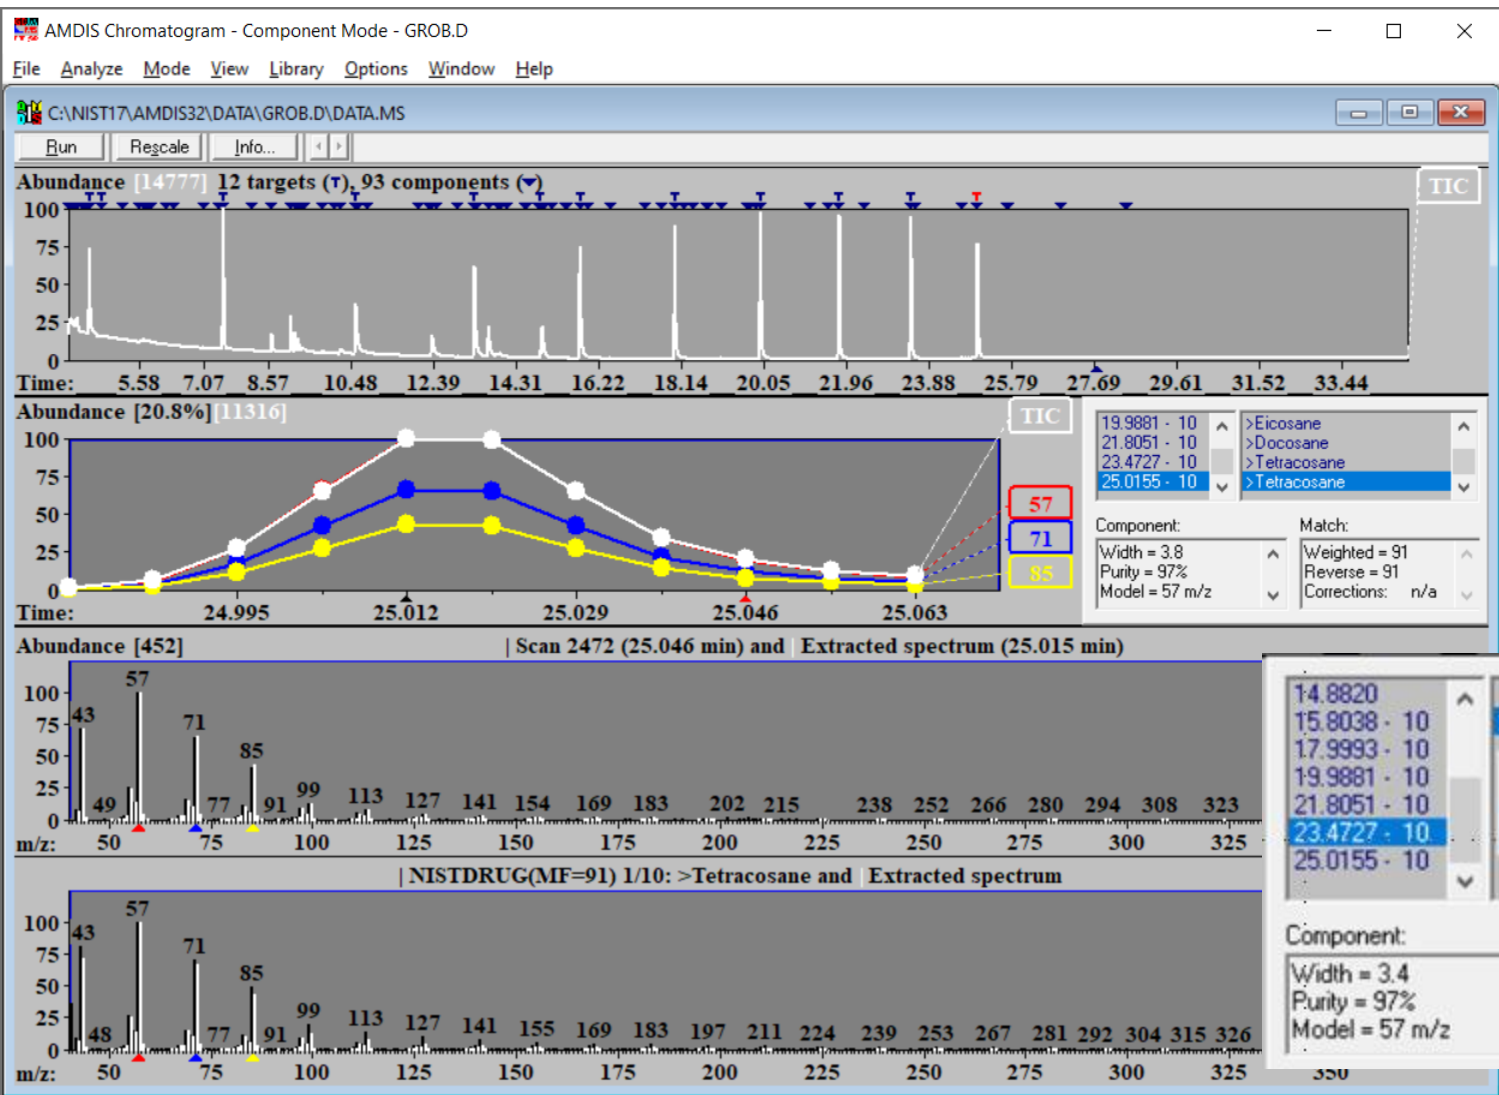 AMDIS Chromatogram - Component Mode - GROB.D
File Analyze Mode View Library Options Window Help
C:\NIST17\AMDIS32\DATA\GROB.D\DATA.MS
Run Rescale Info...
Abundance [14777] 12 targets (T), 93 components (▼)
TIC
100
75
50
25
0
Time: 5.58 7.07 8.57 10.48 12.39 14.31 16.22 18.14 20.05 21.96 23.88 25.79 27.69 29.61 31.52 33.44
Abundance [20.8%][11316]
TIC
100
75
50
25
0
57
71
85
Time: 24.995 25.012 25.029 25.046 25.063
19.9881 - 10 >Eicosane
21.8051 - 10 >Docosane
23.4727 - 10 >Tetracosane
25.0155 - 10 >Tetracosane
Component: Match:
Width = 3.8 Weighted = 91
Purity = 97% Reverse = 91
Model = 57 m/z Corrections: n/a
Abundance [452] | Scan 2472 (25.046 min) and | Extracted spectrum (25.015 min)
100
75
50
25
0
57
43
71
85
49 77 91 99 113 127 141 154 169 183 202 215 238 252 266 280 294 308 323
m/z: 50 75 100 125 150 175 200 225 250 275 300 325
| NISTDRUG(MF=91) 1/10: >Tetracosane and | Extracted spectrum
100
75
50
25
0
57
43
71
85
48 77 91 99 113 127 141 155 169 183 197 211 224 239 253 267 281 292 304 315 326
m/z: 50 75 100 125 150 175 200 225 250 275 300 325 350
14.8820
15.8038 - 10
17.9993 - 10
19.9881 - 10
21.8051 - 10
23.4727 - 10
25.0155 - 10
Component:
Width = 3.4
Purity = 97%
Model = 57 m/z